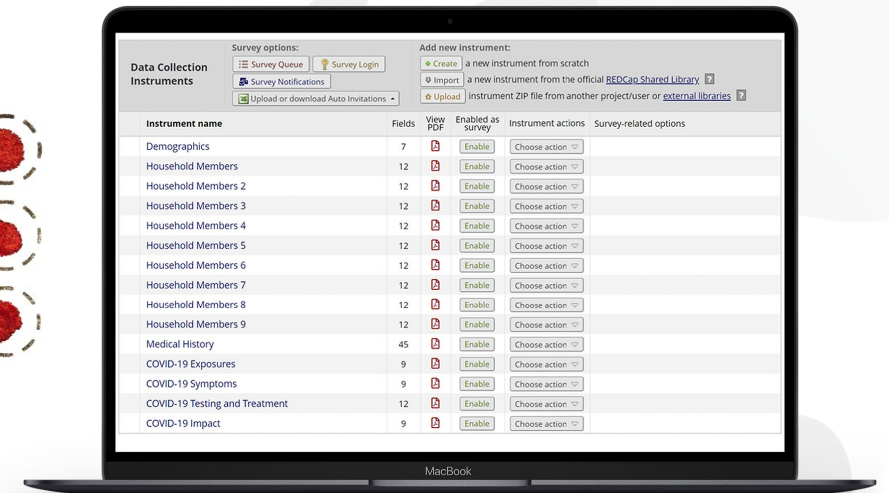 Data Collection Instruments
Survey options:
Survey Queue
Survey Login
Survey Notifications
Upload or download Auto Invitations
Add new instrument:
Create a new instrument from scratch
Import a new instrument from the official REDCap Shared Library ?
Upload instrument ZIP file from another project/user or external libraries ?
Instrument name Fields View PDF Enabled as survey Instrument actions Survey-related options
Demographics 7 Enable Choose action
Household Members 12 Enable Choose action
Household Members 2 12 Enable Choose action
Household Members 3 12 Enable Choose action
Household Members 4 12 Enable Choose action
Household Members 5 12 Enable Choose action
Household Members 6 12 Enable Choose action
Household Members 7 12 Enable Choose action
Household Members 8 12 Enable Choose action
Household Members 9 12 Enable Choose action
Medical History 45 Enable Choose action
COVID-19 Exposures 9 Enable Choose action
COVID-19 Symptoms 9 Enable Choose action
COVID-19 Testing and Treatment 12 Enable Choose action
COVID-19 Impact 9 Enable Choose action
MacBook